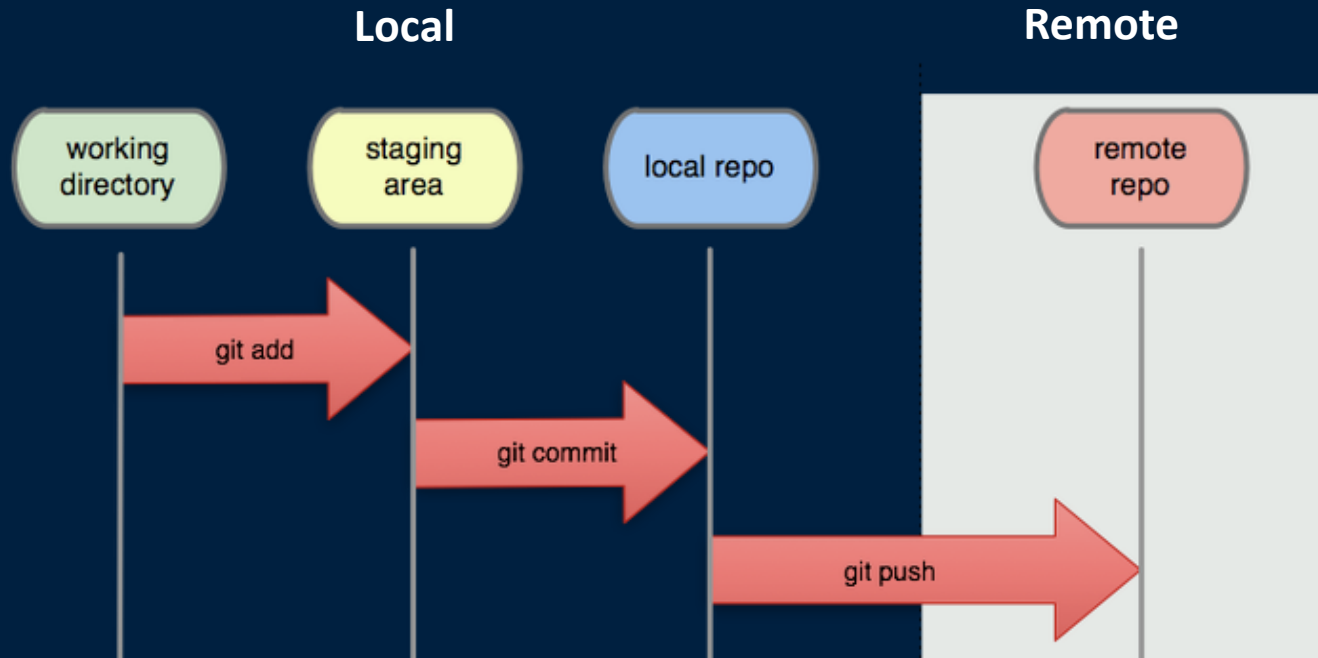 Local
Remote
working
directory
staging
area
local repo
remote
repo
git add
git commit
git push